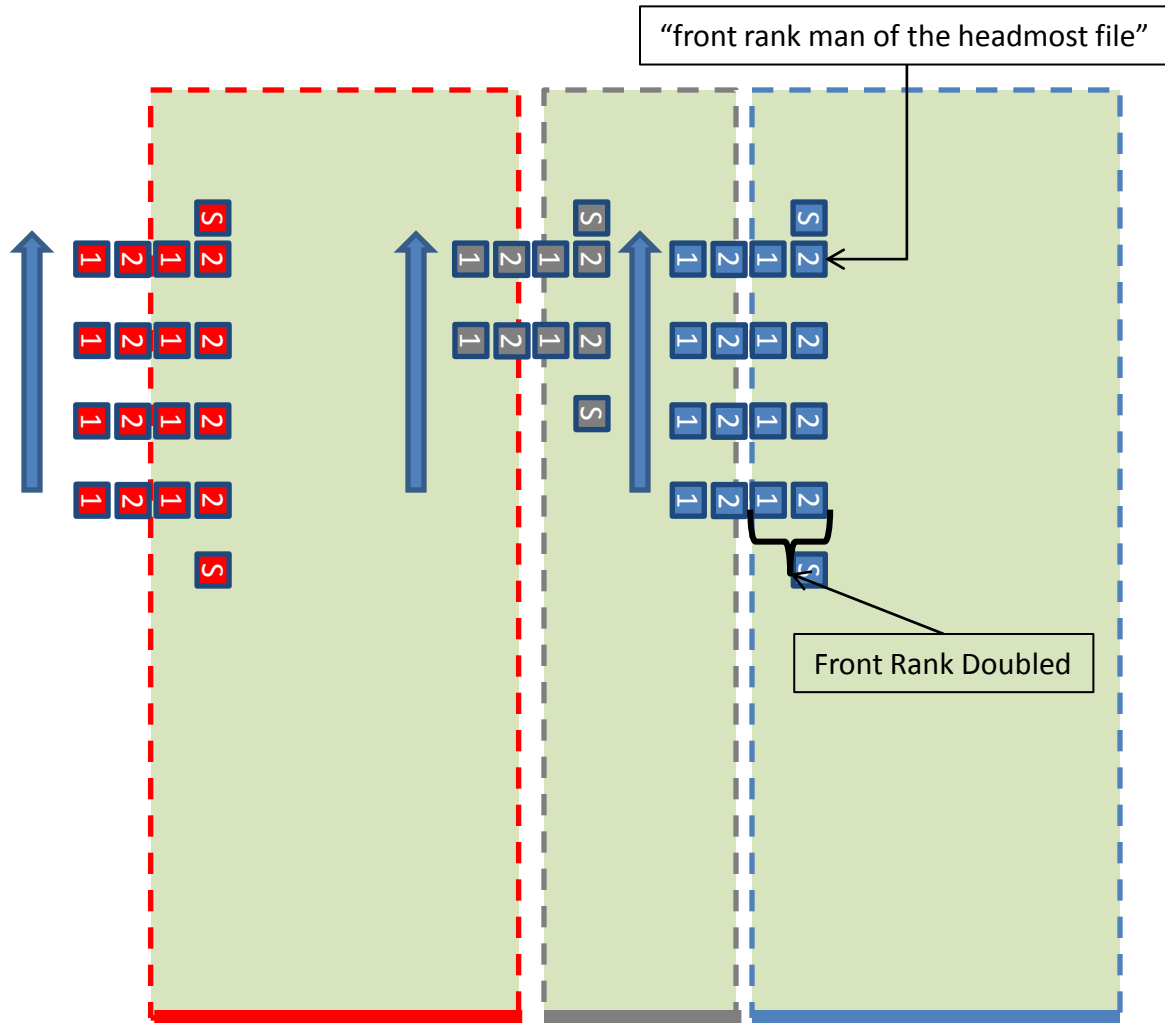 “front rank man of the headmost file”
S S S
1 2 1 2 1 2 1 2 1 2 1 2
1 2 1 2 1 2 1 2 1 2 1 2
1 2 1 2 S 1 2 1 2
1 2 1 2 1 2 1 2
S S
Front Rank Doubled